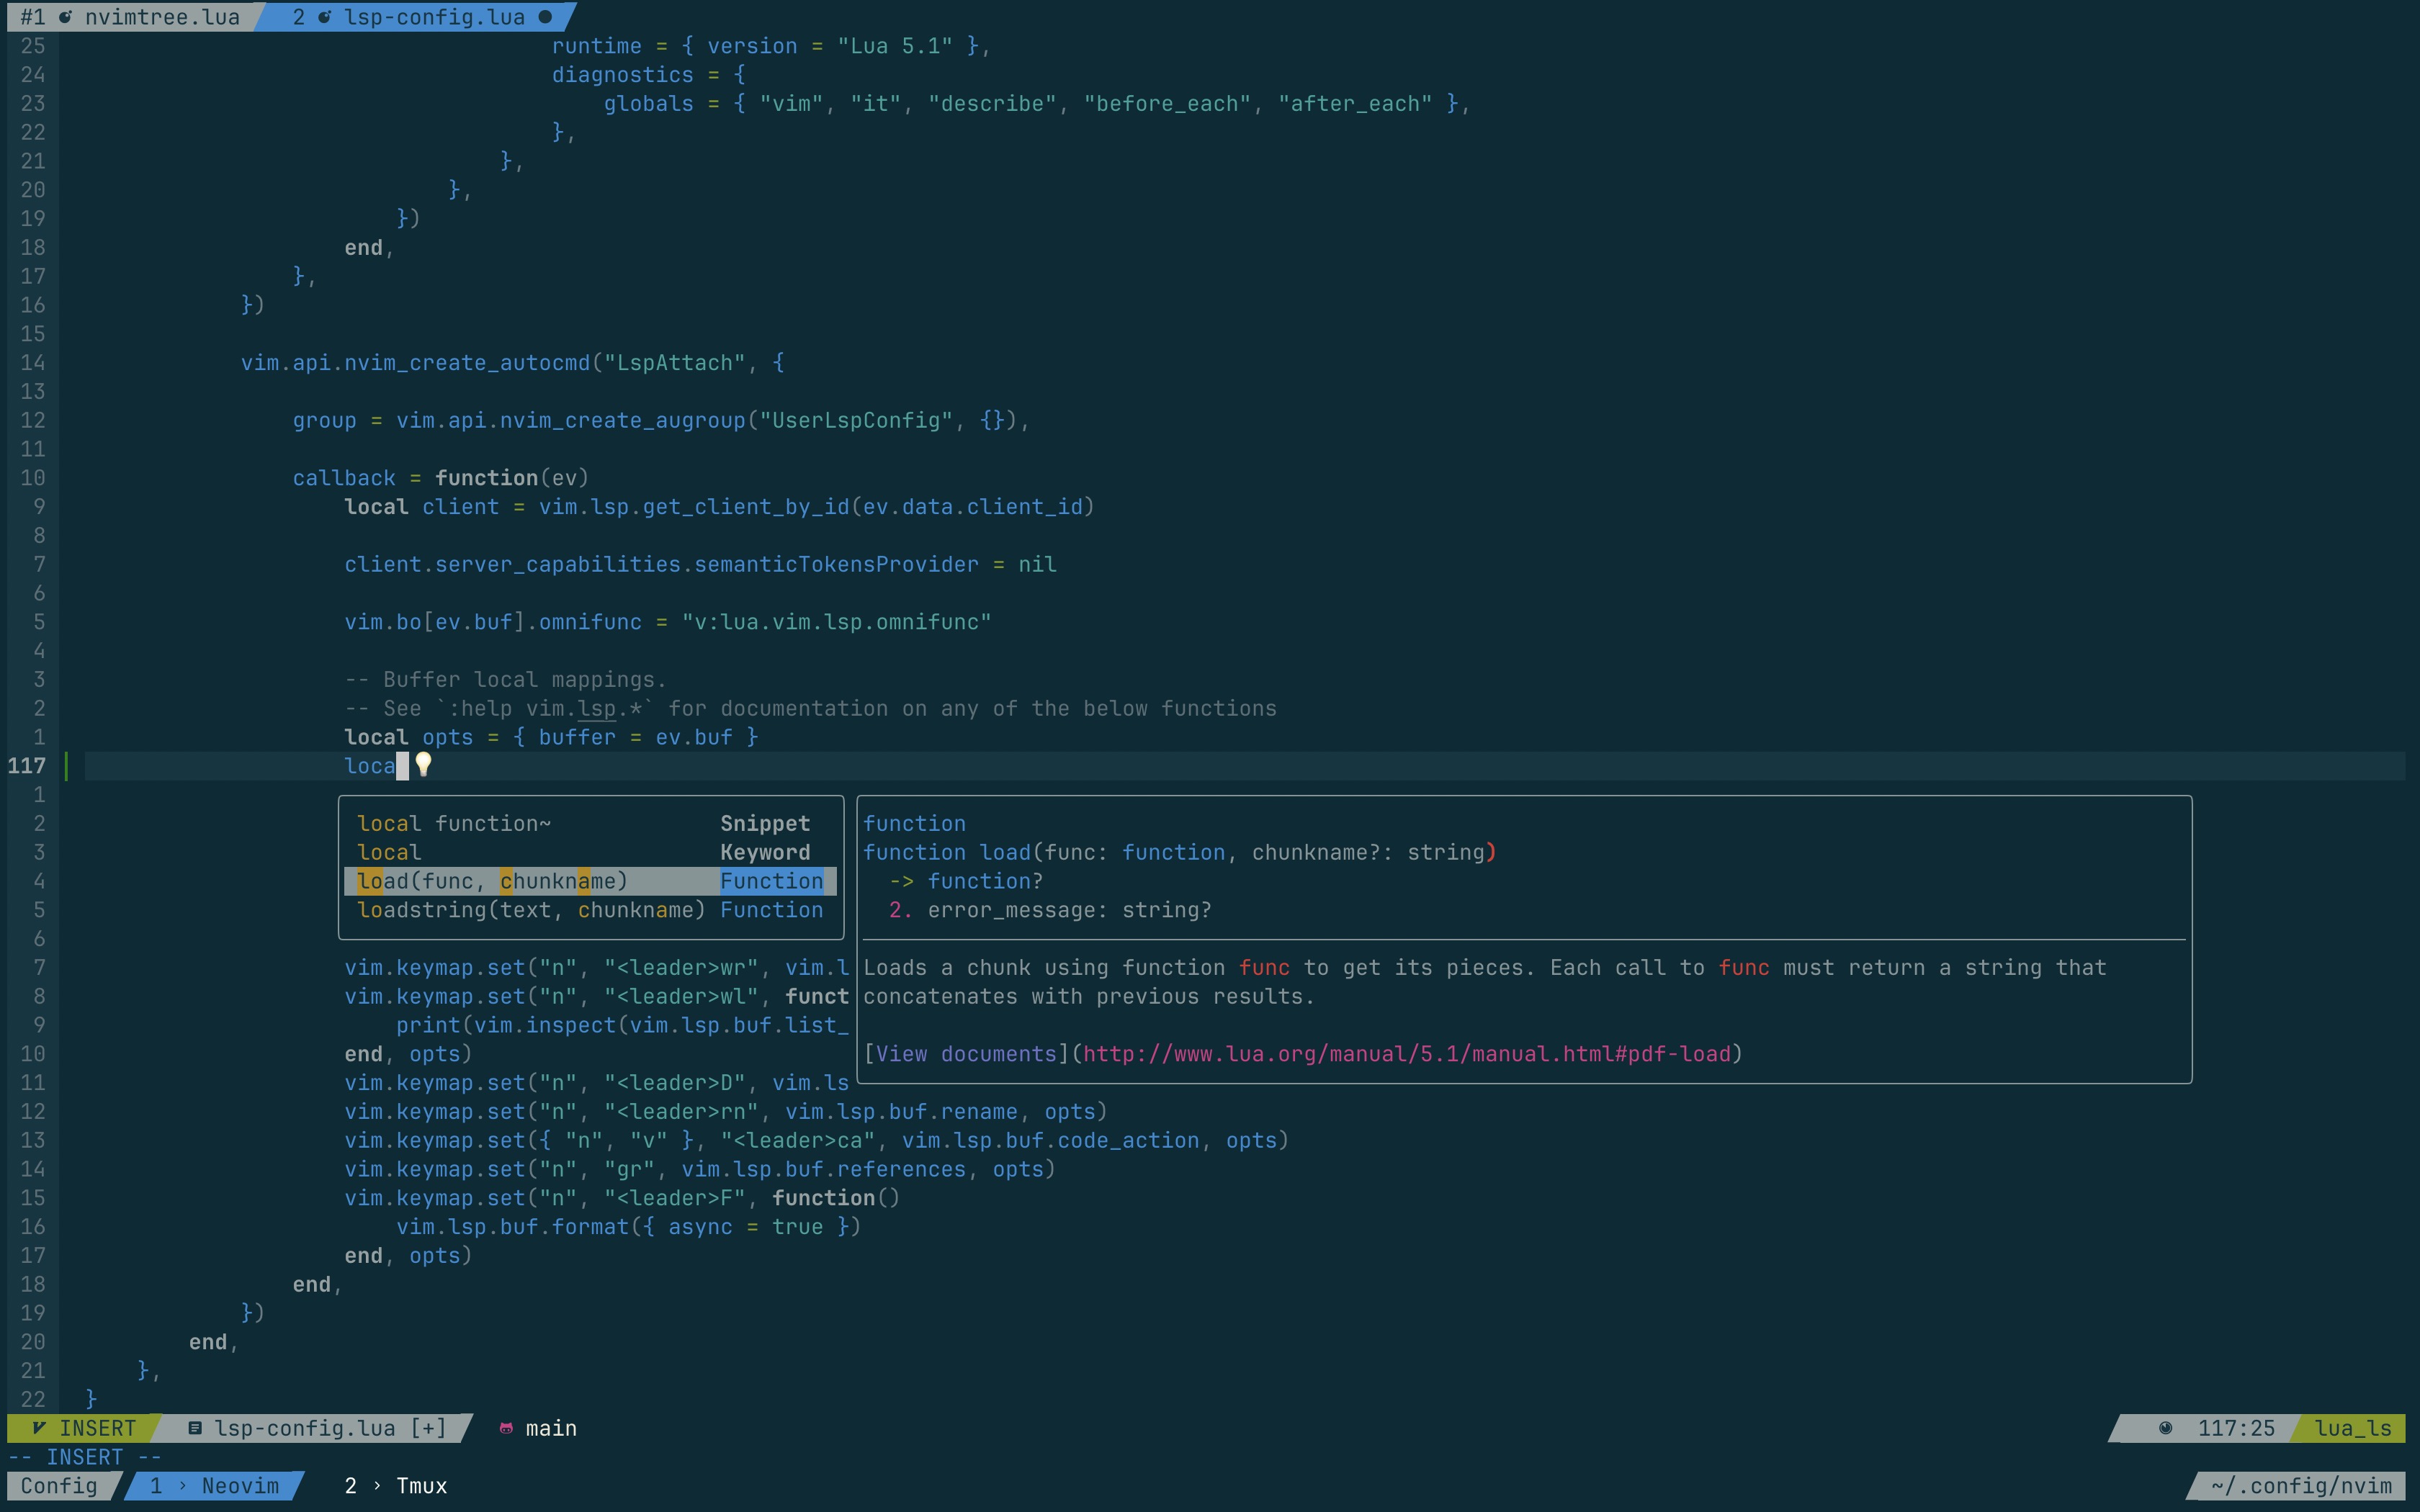 #1 nvimtree.lua 2 lsp-config.lua ●
25 runtime = { version = "Lua 5.1" },
24 diagnostics = {
23 globals = { "vim", "it", "describe", "before_each", "after_each" },
22 },
21 },
20 },
19 })
18 end,
17 },
16 })
15
14 vim.api.nvim_create_autocmd("LspAttach", {
13
12 group = vim.api.nvim_create_augroup("UserLspConfig", {}),
11
10 callback = function(ev)
9 local client = vim.lsp.get_client_by_id(ev.data.client_id)
8
7 client.server_capabilities.semanticTokensProvider = nil
6
5 vim.bo[ev.buf].omnifunc = "v:lua.vim.lsp.omnifunc"
4
3 -- Buffer local mappings.
2 -- See `:help vim.lsp.*` for documentation on any of the below functions
1 local opts = { buffer = ev.buf }
117 loca
1
2 local function~ Snippet function
3 local Keyword function load(func: function, chunkname?: string)
4 load(func, chunkname) Function -> function?
5 loadstring(text, chunkname) Function 2. error_message: string?
6
7 vim.keymap.set("n", "<leader>wr", vim.l Loads a chunk using function func to get its pieces. Each call to func must return a string that
8 vim.keymap.set("n", "<leader>wl", funct concatenates with previous results.
9 print(vim.inspect(vim.lsp.buf.list_
10 end, opts) [View documents](http://www.lua.org/manual/5.1/manual.html#pdf-load)
11 vim.keymap.set("n", "<leader>D", vim.ls
12 vim.keymap.set("n", "<leader>rn", vim.lsp.buf.rename, opts)
13 vim.keymap.set({ "n", "v" }, "<leader>ca", vim.lsp.buf.code_action, opts)
14 vim.keymap.set("n", "gr", vim.lsp.buf.references, opts)
15 vim.keymap.set("n", "<leader>F", function()
16 vim.lsp.buf.format({ async = true })
17 end, opts)
18 end,
19 })
20 end,
21 },
22 }
INSERT lsp-config.lua [+] main 117:25 lua_ls
-- INSERT --
Config 1 › Neovim 2 › Tmux ~/.config/nvim